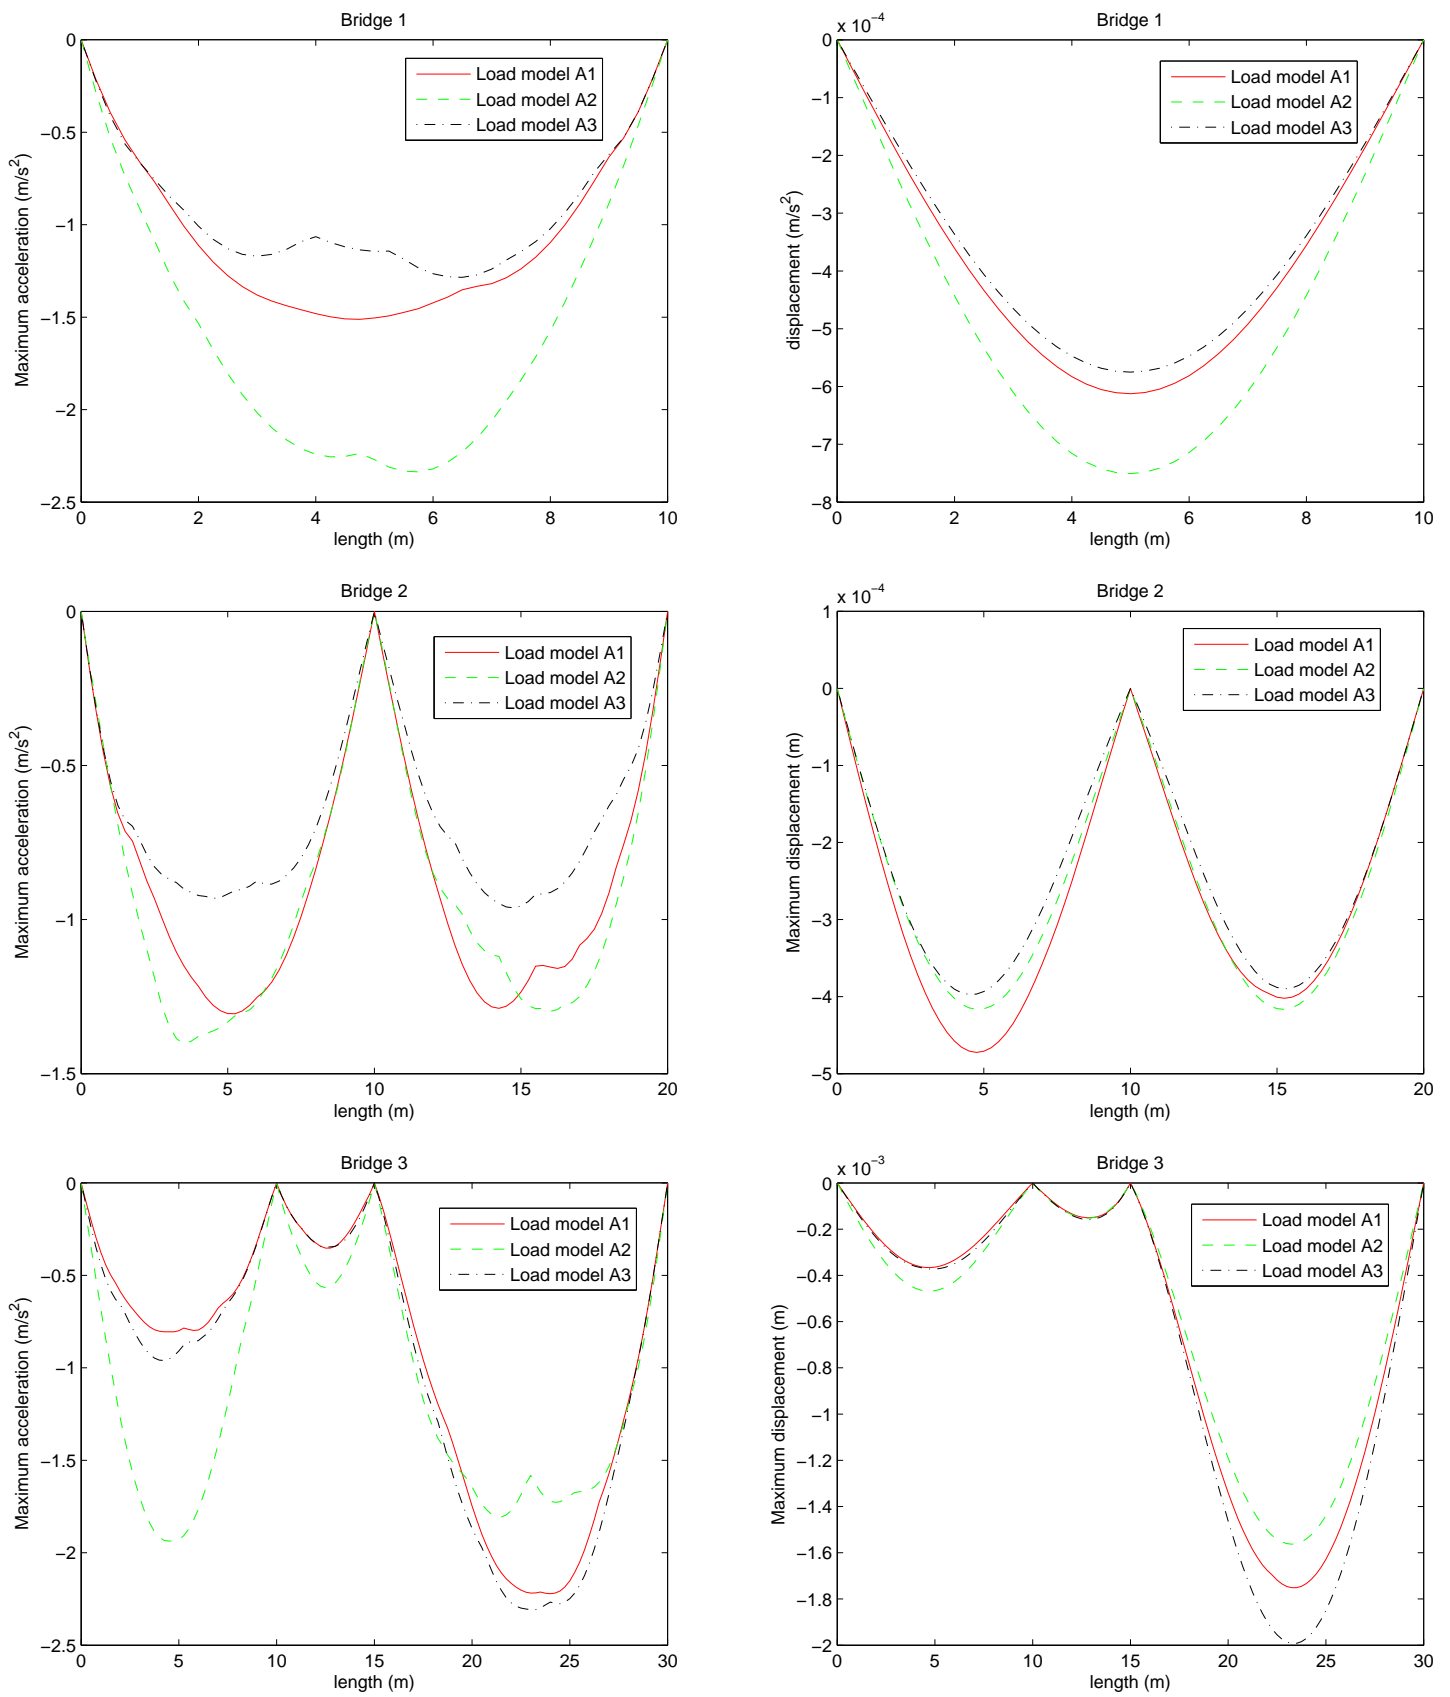 Bridge 1
0
−0.5
−1
−1.5
−2
−2.5
0 2 4 6 8 10
length (m)
Maximum acceleration (m/s²)
Load model A1
Load model A2
Load model A3
Bridge 1
x 10⁻⁴
0
−1
−2
−3
−4
−5
−6
−7
−8
0 2 4 6 8 10
length (m)
displacement (m/s²)
Load model A1
Load model A2
Load model A3
Bridge 2
0
−0.5
−1
−1.5
0 5 10 15 20
length (m)
Maximum acceleration (m/s²)
Load model A1
Load model A2
Load model A3
Bridge 2
x 10⁻⁴
1
0
−1
−2
−3
−4
−5
0 5 10 15 20
length (m)
Maximum displacement (m)
Load model A1
Load model A2
Load model A3
Bridge 3
0
−0.5
−1
−1.5
−2
−2.5
0 5 10 15 20 25 30
length (m)
Maximum acceleration (m/s²)
Load model A1
Load model A2
Load model A3
Bridge 3
x 10⁻³
0
−0.2
−0.4
−0.6
−0.8
−1
−1.2
−1.4
−1.6
−1.8
−2
0 5 10 15 20 25 30
length (m)
Maximum displacement (m)
Load model A1
Load model A2
Load model A3